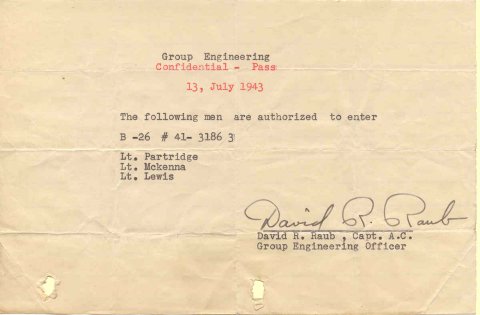 Group Engineering
Confidential - Pass
13, July 1943
The following men are authorized to enter
B -26 # 41- 3186 3
Lt. Partridge
Lt. Mckenna
Lt. Lewis
David R. Raub
David R. Raub , Capt. A.C.
Group Engineering Officer